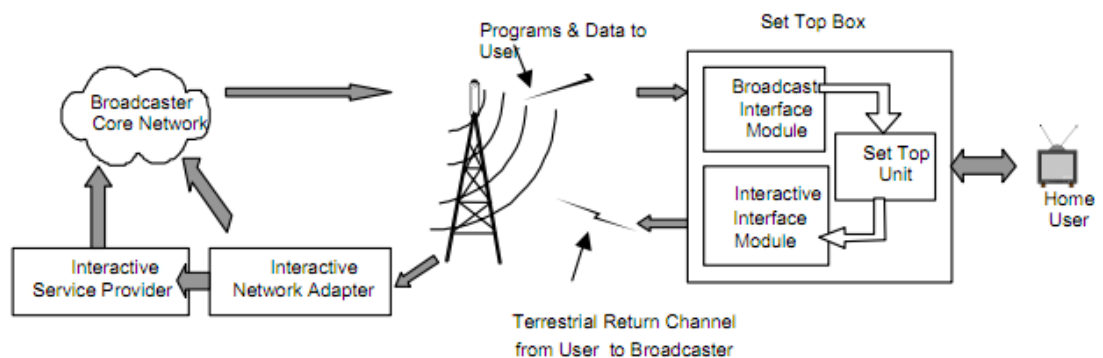 Set Top Box
Programs & Data to
User
Broadcaster
Core Network
Broadcast
Interface
Module
Set Top
Unit
Interactive
Interface
Module
Home
User
Interactive
Service Provider
Interactive
Network Adapter
Terrestrial Return Channel
from User to Broadcaster